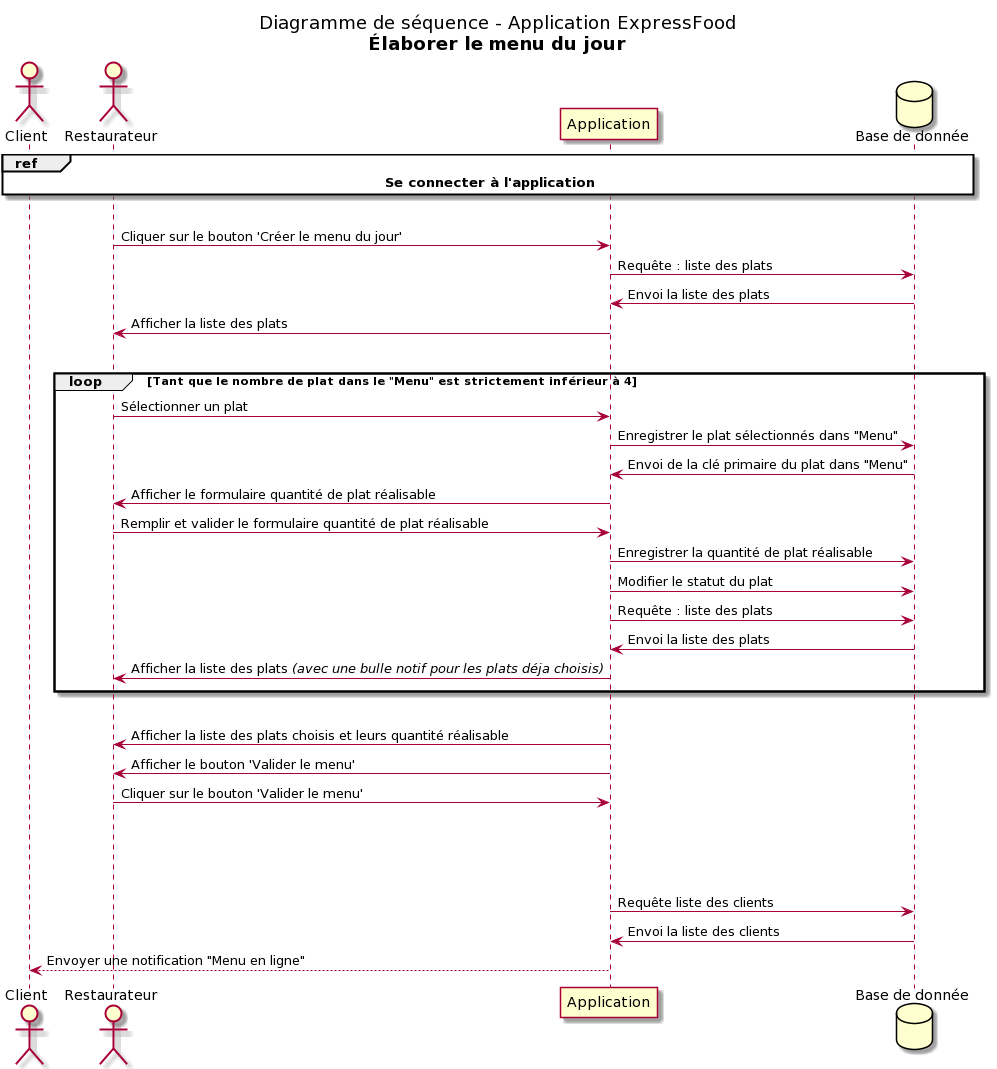 Diagramme de séquence - Application ExpressFood
Élaborer le menu du jour
Client Restaurateur Application Base de donnée
ref
Se connecter à l'application
Cliquer sur le bouton 'Créer le menu du jour'
Requête : liste des plats
Envoi la liste des plats
Afficher la liste des plats
loop [Tant que le nombre de plat dans le "Menu" est strictement inférieur à 4]
Sélectionner un plat
Enregistrer le plat sélectionnés dans "Menu"
Envoi de la clé primaire du plat dans "Menu"
Afficher le formulaire quantité de plat réalisable
Remplir et valider le formulaire quantité de plat réalisable
Enregistrer la quantité de plat réalisable
Modifier le statut du plat
Requête : liste des plats
Envoi la liste des plats
Afficher la liste des plats (avec une bulle notif pour les plats déja choisis)
Afficher la liste des plats choisis et leurs quantité réalisable
Afficher le bouton 'Valider le menu'
Cliquer sur le bouton 'Valider le menu'
Requête liste des clients
Envoi la liste des clients
Envoyer une notification "Menu en ligne"
Client Restaurateur Application Base de donnée